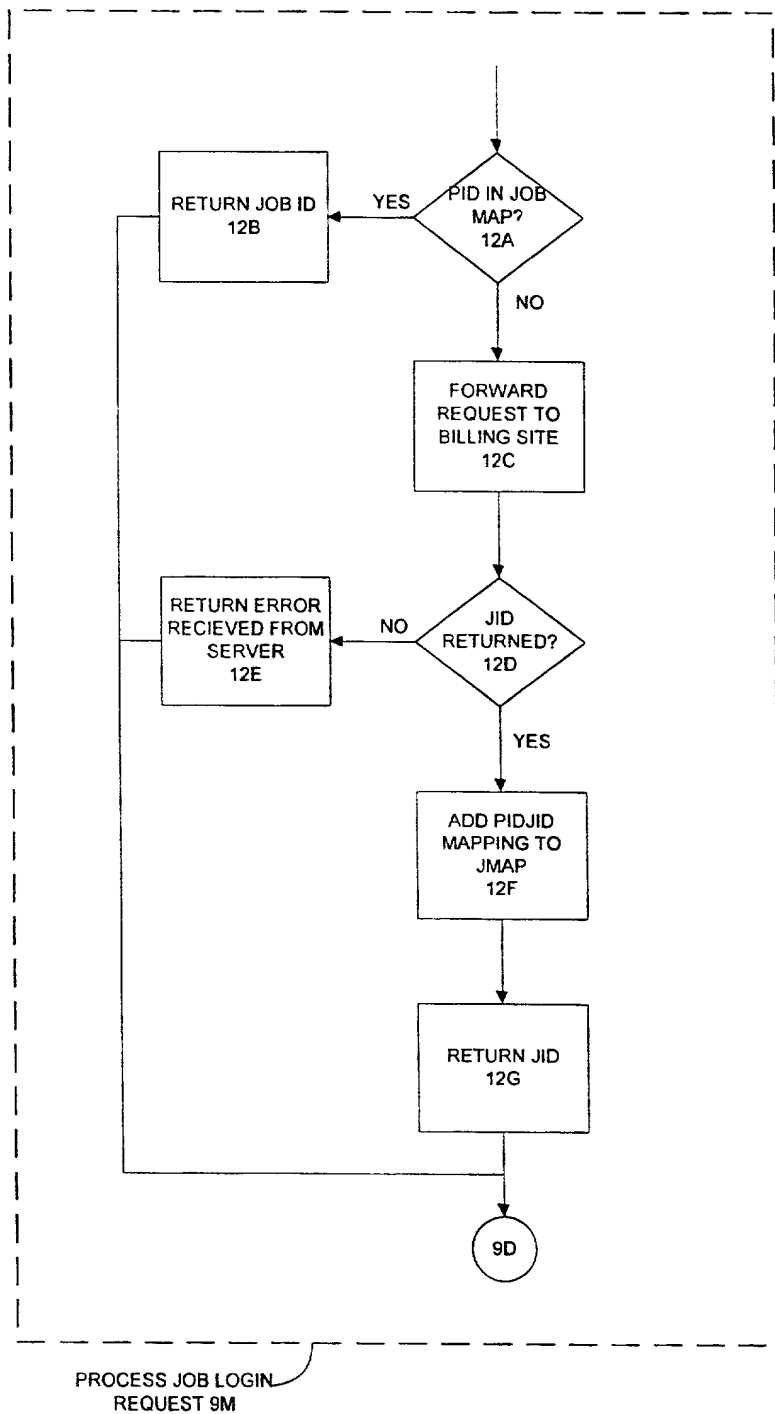 PID IN JOB
MAP?
12A
YES
RETURN JOB ID
12B
NO
FORWARD
REQUEST TO
BILLING SITE
12C
JID
RETURNED?
12D
NO
RETURN ERROR
RECIEVED FROM
SERVER
12E
YES
ADD PIDJID
MAPPING TO
JMAP
12F
RETURN JID
12G
9D
PROCESS JOB LOGIN
REQUEST 9M